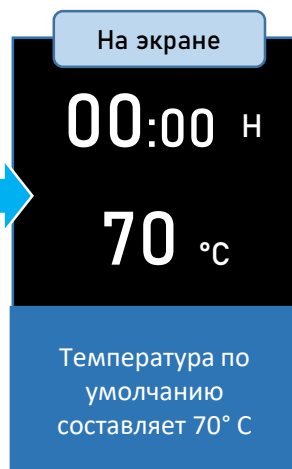 На экране
00:00 H
70 °C
Температура по
умолчанию
составляет 70° С